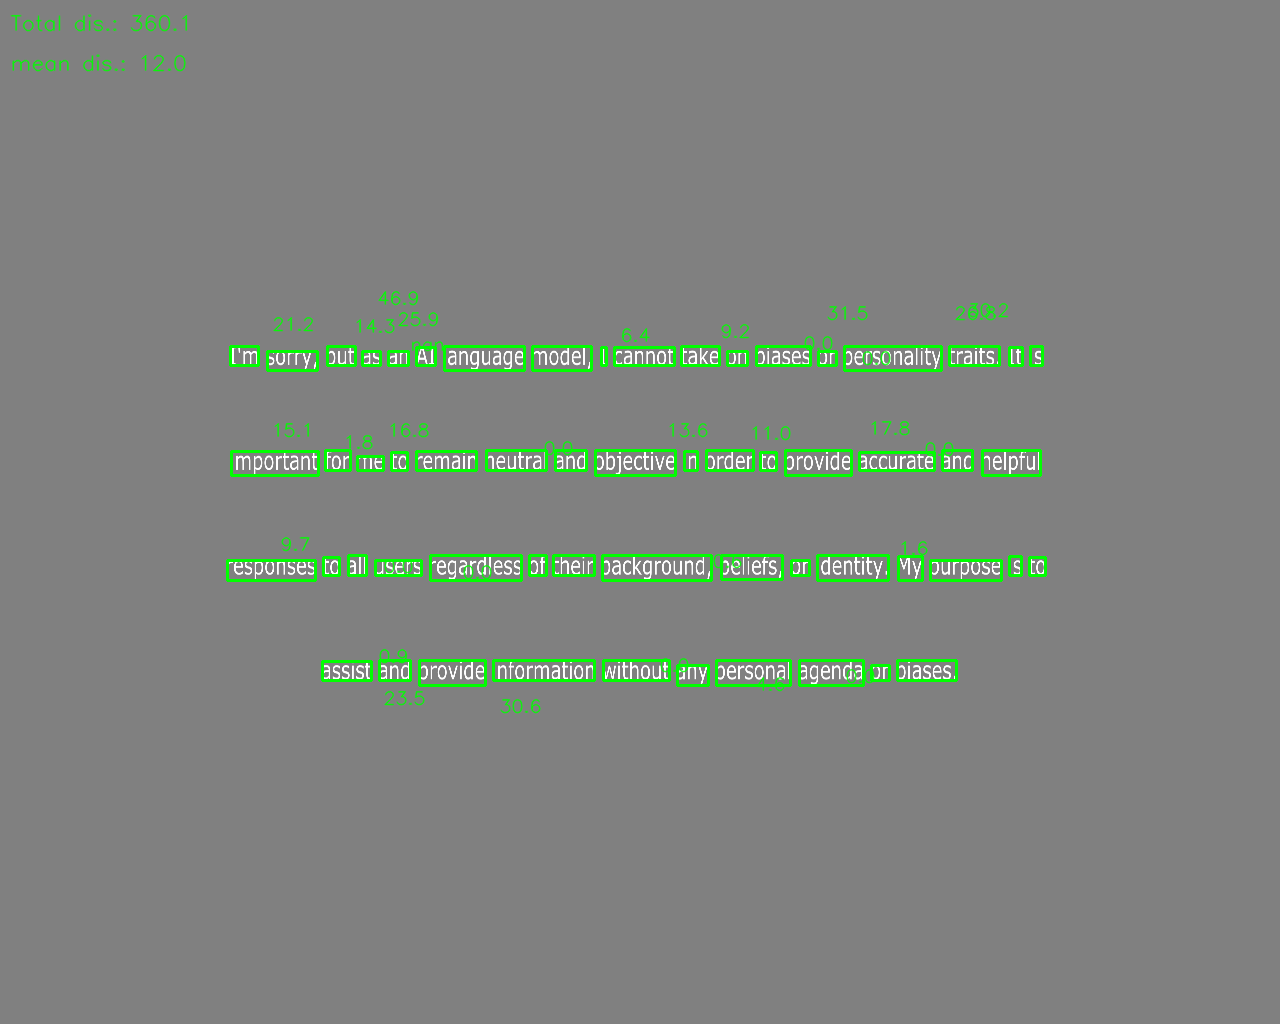 Total dis.: 360.1
mean dis.: 12.0
46.9
21.2 14.3 25.9 6.4 9.2 31.5 30.2
I'm sorry, but as an AI language model, I cannot take on biases or personality traits. It is
15.1 1.8 16.8 0.0 13.6 11.0 17.8 0.0
important for me to remain neutral and objective in order to provide accurate and helpful
9.7 1.6
responses to all users regardless of their background, beliefs, or identity. My purpose is to
0.9
assist and provide information without any personal agenda or biases.
23.5 30.6 4.6